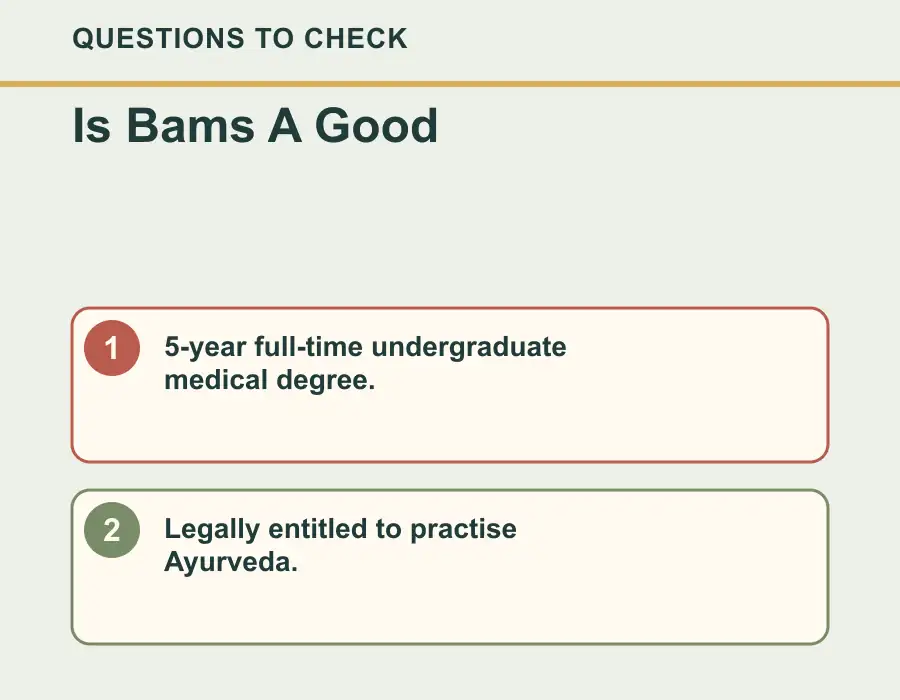 QUESTIONS TO CHECK
Is Bams A Good
1
5-year full-time undergraduate
medical degree.
2
Legally entitled to practise
Ayurveda.